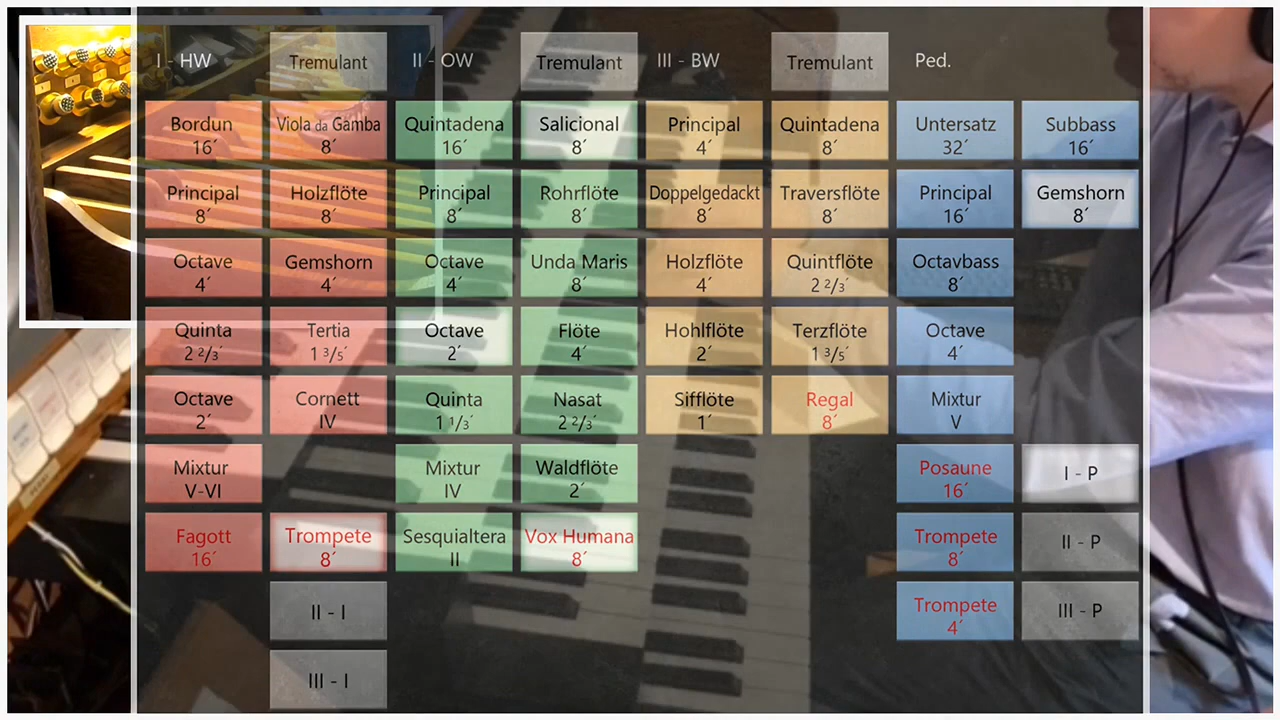 I - HW
Tremulant
II - OW
Tremulant
III - BW
Tremulant
Ped.
Bordun
16´
Viola da Gamba
8´
Quintadena
16´
Salicional
8´
Principal
4´
Quintadena
8´
Untersatz
32´
Subbass
16´
Principal
8´
Holzflöte
8´
Principal
8´
Rohrflöte
8´
Doppelgedackt
8´
Traversflöte
8´
Principal
16´
Gemshorn
8´
Octave
4´
Gemshorn
4´
Octave
4´
Unda Maris
8´
Holzflöte
4´
Quintflöte
2 2/3´
Octavbass
8´
Quinta
2 2/3´
Tertia
1 3/5´
Octave
2´
Flöte
4´
Hohlflöte
2´
Terzflöte
1 3/5´
Octave
4´
Octave
2´
Cornett
IV
Quinta
1 1/3´
Nasat
2 2/3´
Sifflöte
1´
Regal
8´
Mixtur
V
Mixtur
V-VI
Mixtur
IV
Waldflöte
2´
Posaune
16´
I - P
Fagott
16´
Trompete
8´
Sesquialtera
II
Vox Humana
8´
Trompete
8´
II - P
II - I
Trompete
4´
III - P
III - I